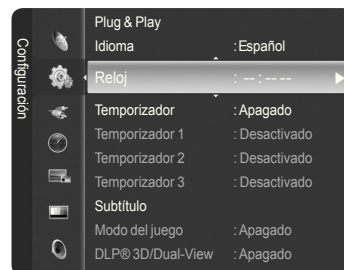 Configuración
Plug & Play
Idioma : Español
Reloj : -- : -- --
Temporizador : Apagado
Temporizador 1 : Desactivado
Temporizador 2 : Desactivado
Temporizador 3 : Desactivado
Subtítulo
Modo del juego : Apagado
DLP® 3D/Dual-View : Apagado